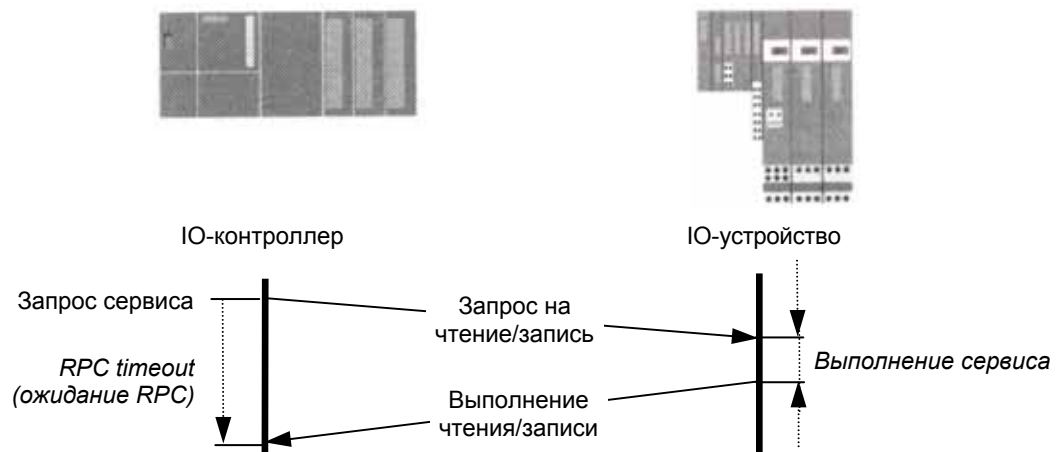 IO-контроллер
IO-устройство
Запрос сервиса
Запрос на
чтение/запись
RPC timeout
(ожидание RPC)
Выполнение сервиса
Выполнение
чтения/записи